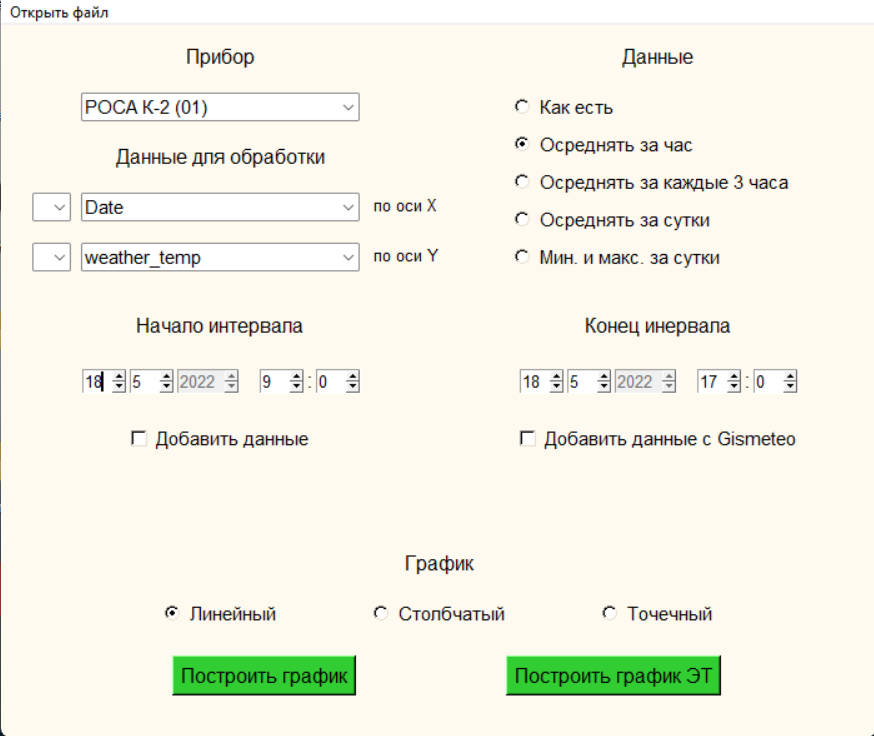 Открыть файл
Прибор
Данные
РОСА К-2 (01)
Как есть
Данные для обработки
Осреднять за час
Осреднять за каждые 3 часа
Date
по оси X
Осреднять за сутки
weather_temp
по оси Y
Мин. и макс. за сутки
Начало интервала
Конец инервала
18 5 2022 9 : 0
18 5 2022 17 : 0
Добавить данные
Добавить данные с Gismeteo
График
Линейный
Столбчатый
Точечный
Построить график
Построить график ЭТ